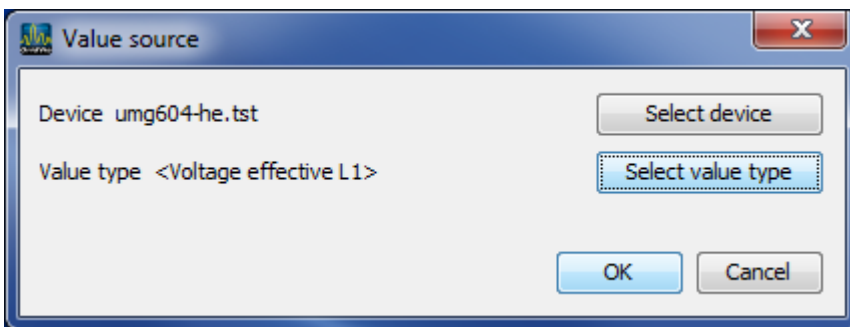 Value source
Device umg604-he.tst
Select device
Value type <Voltage effective L1>
Select value type
OK
Cancel